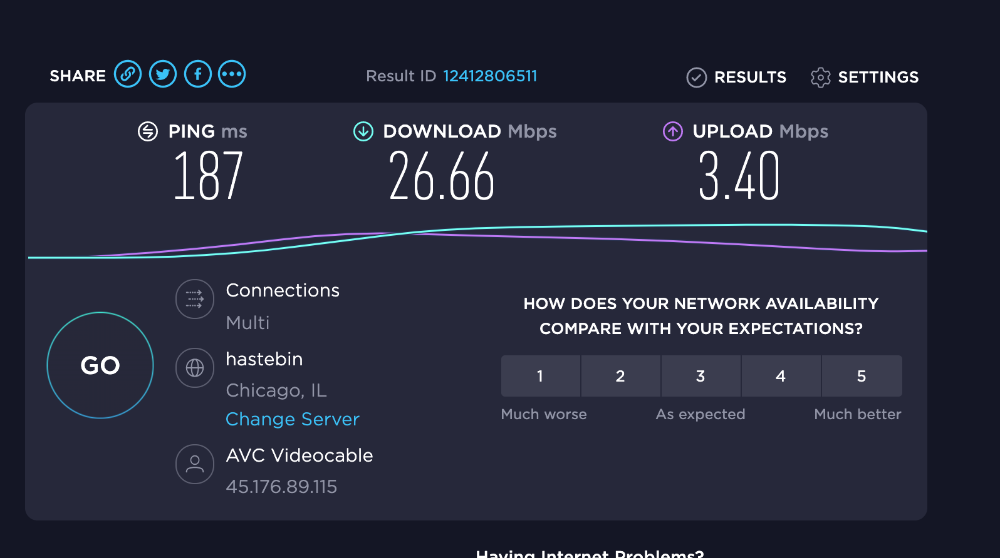 SHARE
Result ID 12412806511
RESULTS
SETTINGS
PING ms
187
DOWNLOAD Mbps
26.66
UPLOAD Mbps
3.40
GO
Connections
Multi
hastebin
Chicago, IL
Change Server
AVC Videocable
45.176.89.115
HOW DOES YOUR NETWORK AVAILABILITY
COMPARE WITH YOUR EXPECTATIONS?
1 2 3 4 5
Much worse As expected Much better
Having Internet Problems?